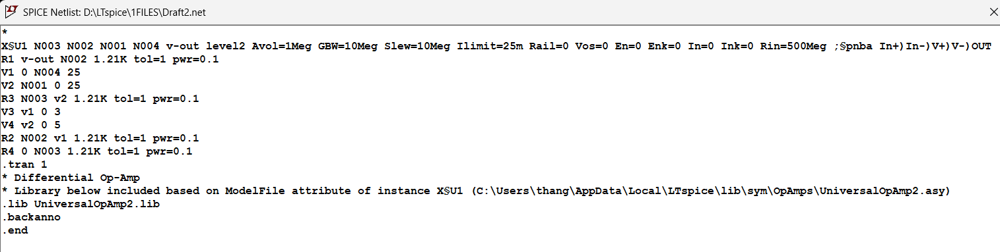 SPICE Netlist: D:\LTspice\1FILES\Draft2.net
*
X§U1 N003 N002 N001 N004 v-out level2 Avol=1Meg GBW=10Meg Slew=10Meg Ilimit=25m Rail=0 Vos=0 En=0 Enk=0 In=0 Ink=0 Rin=500Meg ;§pnba In+)In-)V+)V-)OUT
R1 v-out N002 1.21K tol=1 pwr=0.1
V1 0 N004 25
V2 N001 0 25
R3 N003 v2 1.21K tol=1 pwr=0.1
V3 v1 0 3
V4 v2 0 5
R2 N002 v1 1.21K tol=1 pwr=0.1
R4 0 N003 1.21K tol=1 pwr=0.1
.tran 1
* Differential Op-Amp
* Library below included based on ModelFile attribute of instance X§U1 (C:\Users\thang\AppData\Local\LTspice\lib\sym\OpAmps\UniversalOpAmp2.asy)
.lib UniversalOpAmp2.lib
.backanno
.end